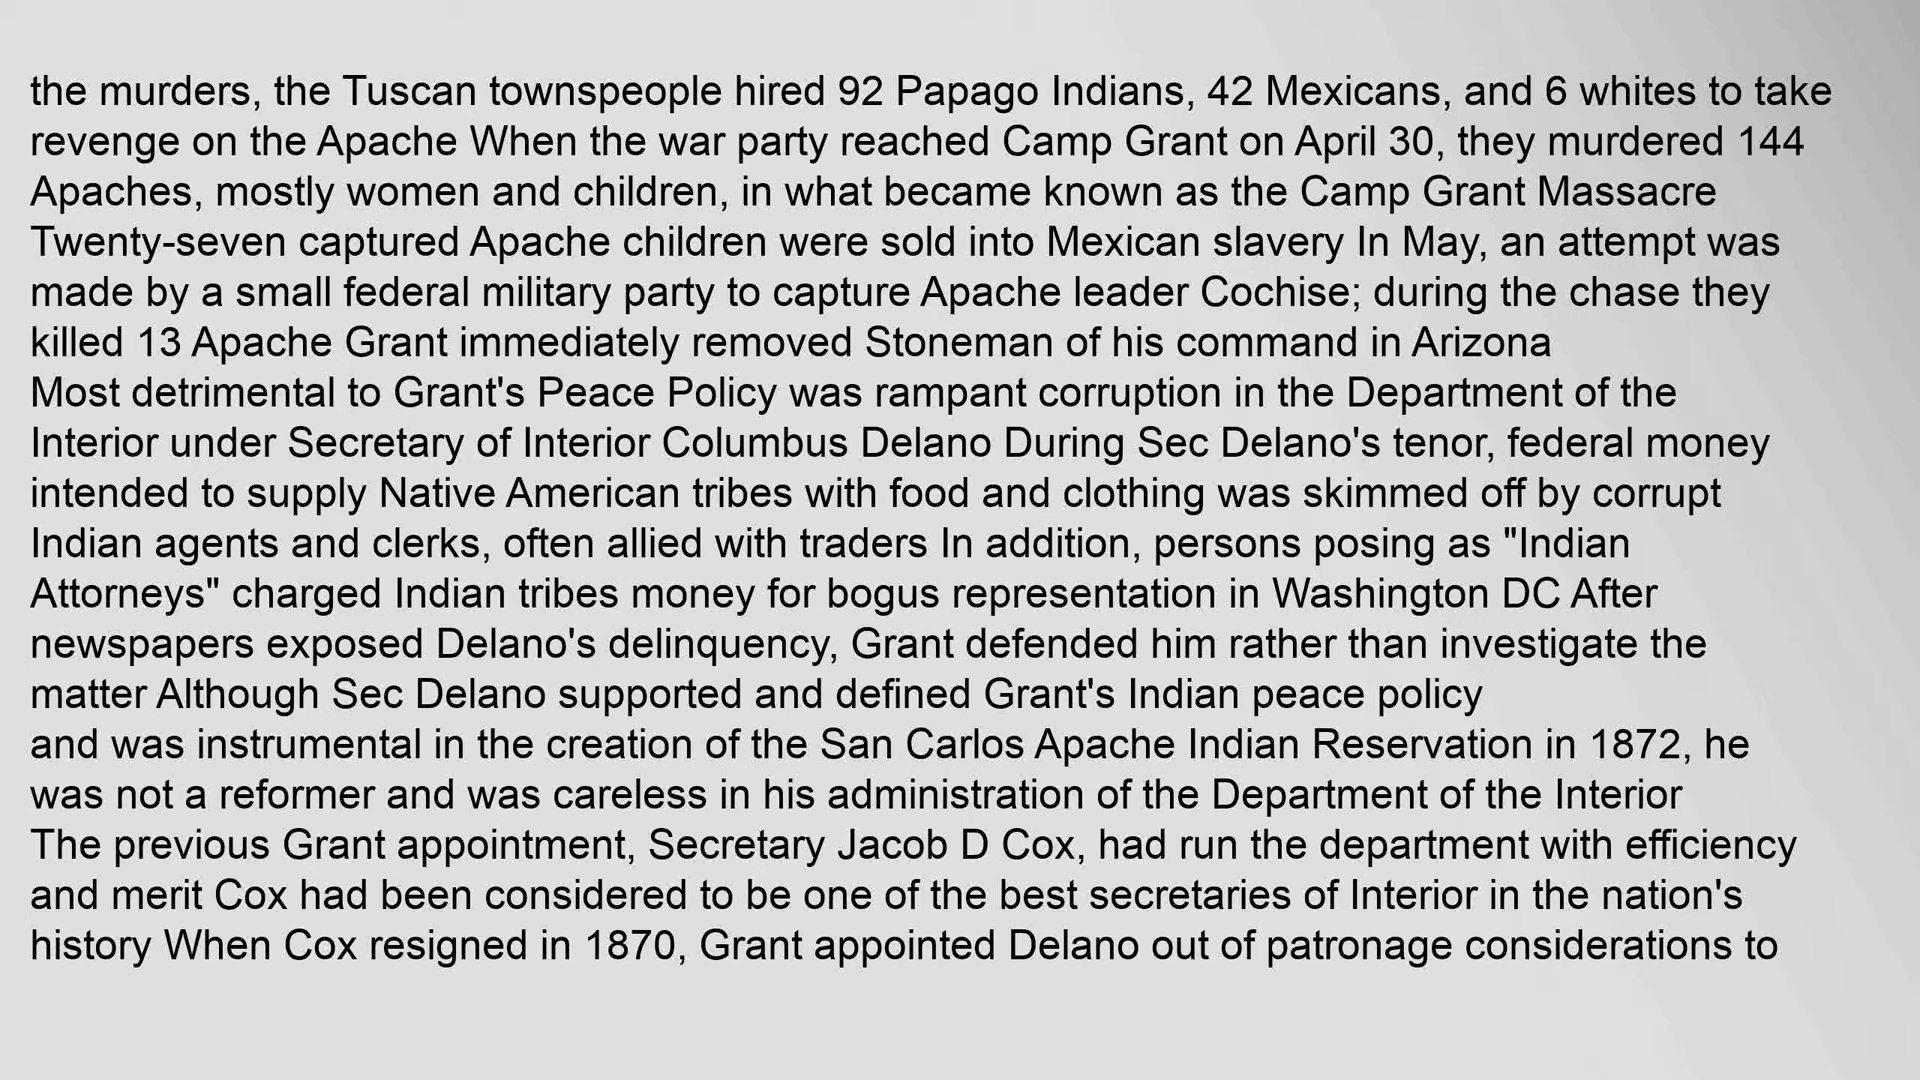 the murders, the Tuscan townspeople hired 92 Papago Indians, 42 Mexicans, and 6 whites to take
revenge on the Apache When the war party reached Camp Grant on April 30, they murdered 144
Apaches, mostly women and children, in what became known as the Camp Grant Massacre
Twenty-seven captured Apache children were sold into Mexican slavery In May, an attempt was
made by a small federal military party to capture Apache leader Cochise; during the chase they
killed 13 Apache Grant immediately removed Stoneman of his command in Arizona
Most detrimental to Grant's Peace Policy was rampant corruption in the Department of the
Interior under Secretary of Interior Columbus Delano During Sec Delano's tenor, federal money
intended to supply Native American tribes with food and clothing was skimmed off by corrupt
Indian agents and clerks, often allied with traders In addition, persons posing as "Indian
Attorneys" charged Indian tribes money for bogus representation in Washington DC After
newspapers exposed Delano's delinquency, Grant defended him rather than investigate the
matter Although Sec Delano supported and defined Grant's Indian peace policy
and was instrumental in the creation of the San Carlos Apache Indian Reservation in 1872, he
was not a reformer and was careless in his administration of the Department of the Interior
The previous Grant appointment, Secretary Jacob D Cox, had run the department with efficiency
and merit Cox had been considered to be one of the best secretaries of Interior in the nation's
history When Cox resigned in 1870, Grant appointed Delano out of patronage considerations to